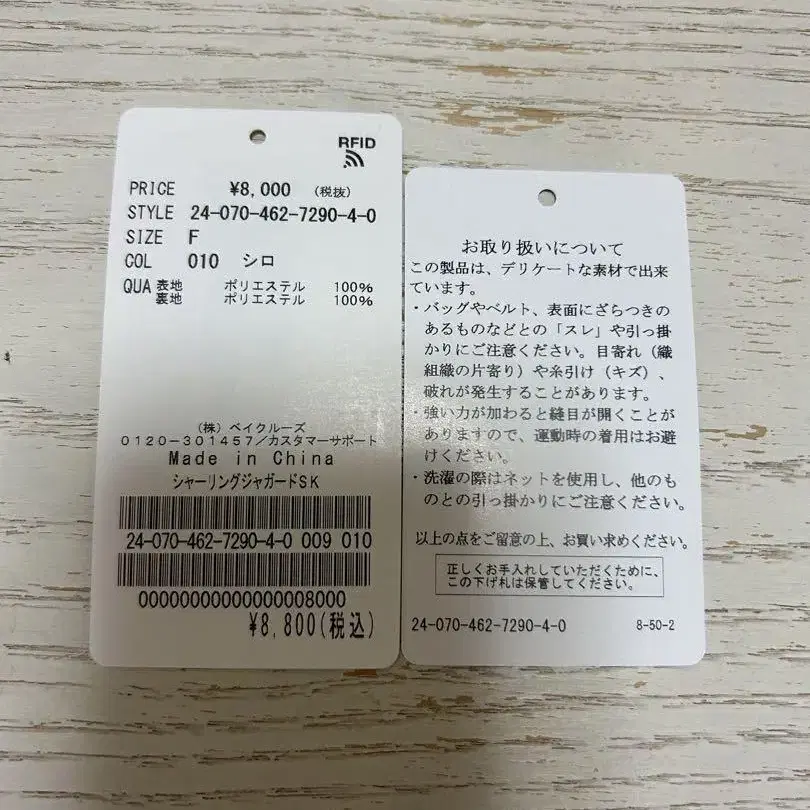 RFID
PRICE ¥8,000 (税抜)
STYLE 24-070-462-7290-4-0
SIZE F
COL 010 シロ
QUA 表地 ポリエステル 100%
裏地 ポリエステル 100%
(株) ベイクルーズ
0120-301457/カスタマーサポート
Made in China
シャーリングジャガードSK
24-070-462-7290-4-0 009 010
00000000000000008000
¥8,800(税込)
お取り扱いについて
この製品は、デリケートな素材で出来
ています。
・バッグやベルト、表面にざらつきの
あるものなどとの「スレ」や引っ掛
かりにご注意ください。目寄れ(織
組織の片寄り)や糸引け(キズ)、
破れが発生することがあります。
・強い力が加わると縫目が開くことが
ありますので、運動時の着用はお避
けください。
・洗濯の際はネットを使用し、他のも
のとの引っ掛かりにご注意ください。
以上の点をご留意の上、お買い求めください。
正しくお手入れしていただくために、
この下げ札は保管してください。
24-070-462-7290-4-0 8-50-2